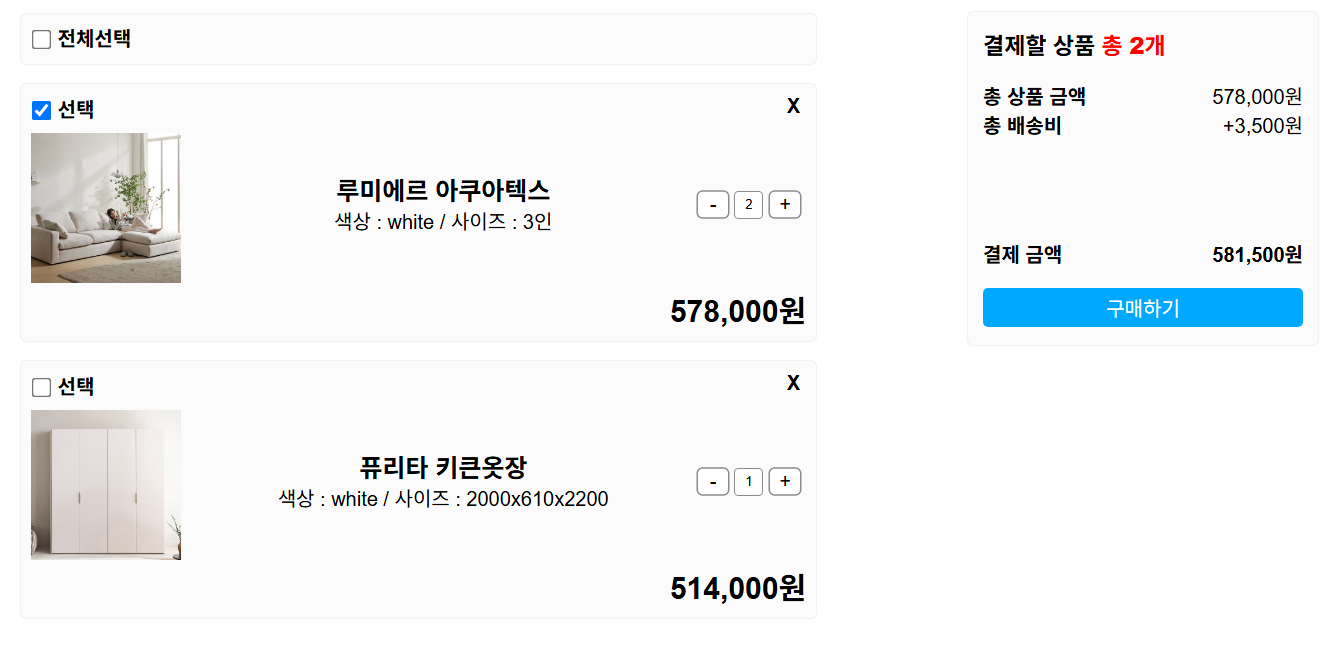 전체선택
선택
X
루미에르 아쿠아텍스
색상 : white / 사이즈 : 3인
- 2 +
578,000원
선택
X
퓨리타 키큰옷장
색상 : white / 사이즈 : 2000x610x2200
- 1 +
514,000원
결제할 상품 총 2개
총 상품 금액 578,000원
총 배송비 +3,500원
결제 금액 581,500원
구매하기